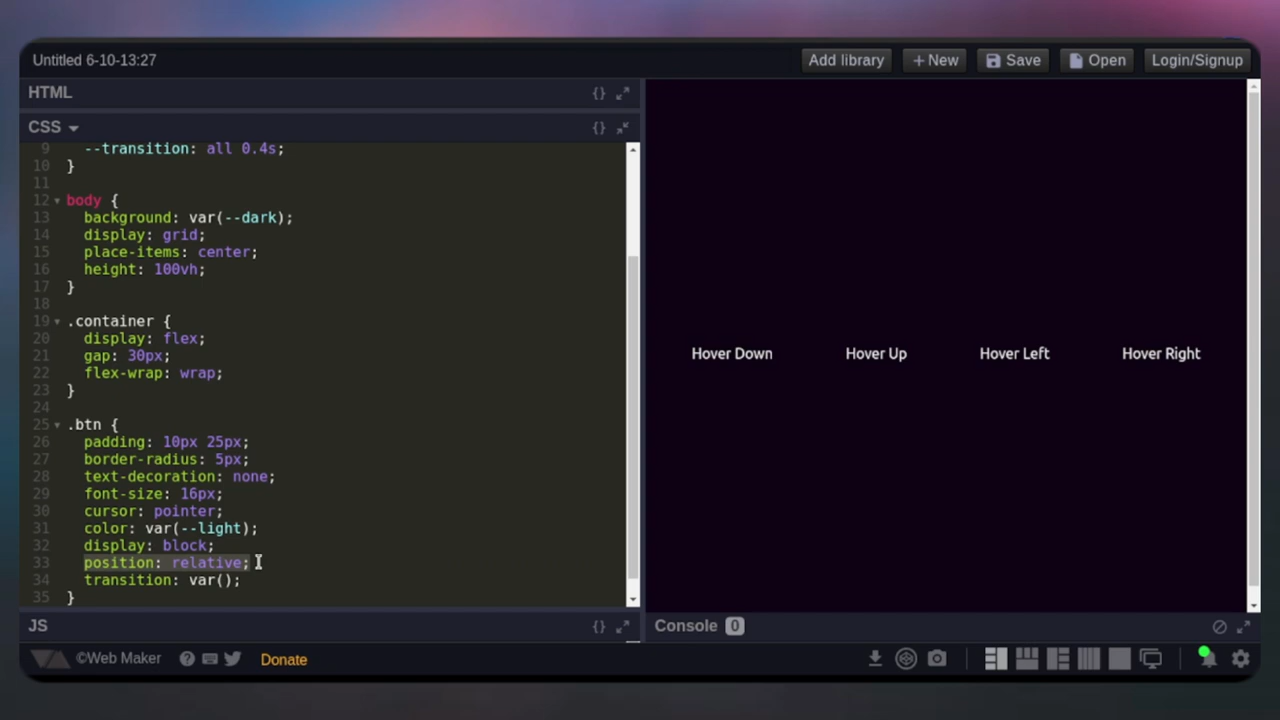 Untitled 6-10-13:27
Add library
+ New
Save
Open
Login/Signup
HTML
{}
CSS
{}
9 --transition: all 0.4s;
10 }
11
12 body {
13 background: var(--dark);
14 display: grid;
15 place-items: center;
16 height: 100vh;
17 }
18
19 .container {
20 display: flex;
21 gap: 30px;
22 flex-wrap: wrap;
23 }
24
25 .btn {
26 padding: 10px 25px;
27 border-radius: 5px;
28 text-decoration: none;
29 font-size: 16px;
30 cursor: pointer;
31 color: var(--light);
32 display: block;
33 position: relative;
34 transition: var();
35 }
Hover Down
Hover Up
Hover Left
Hover Right
JS
{}
Console 0
©Web Maker
?
Donate